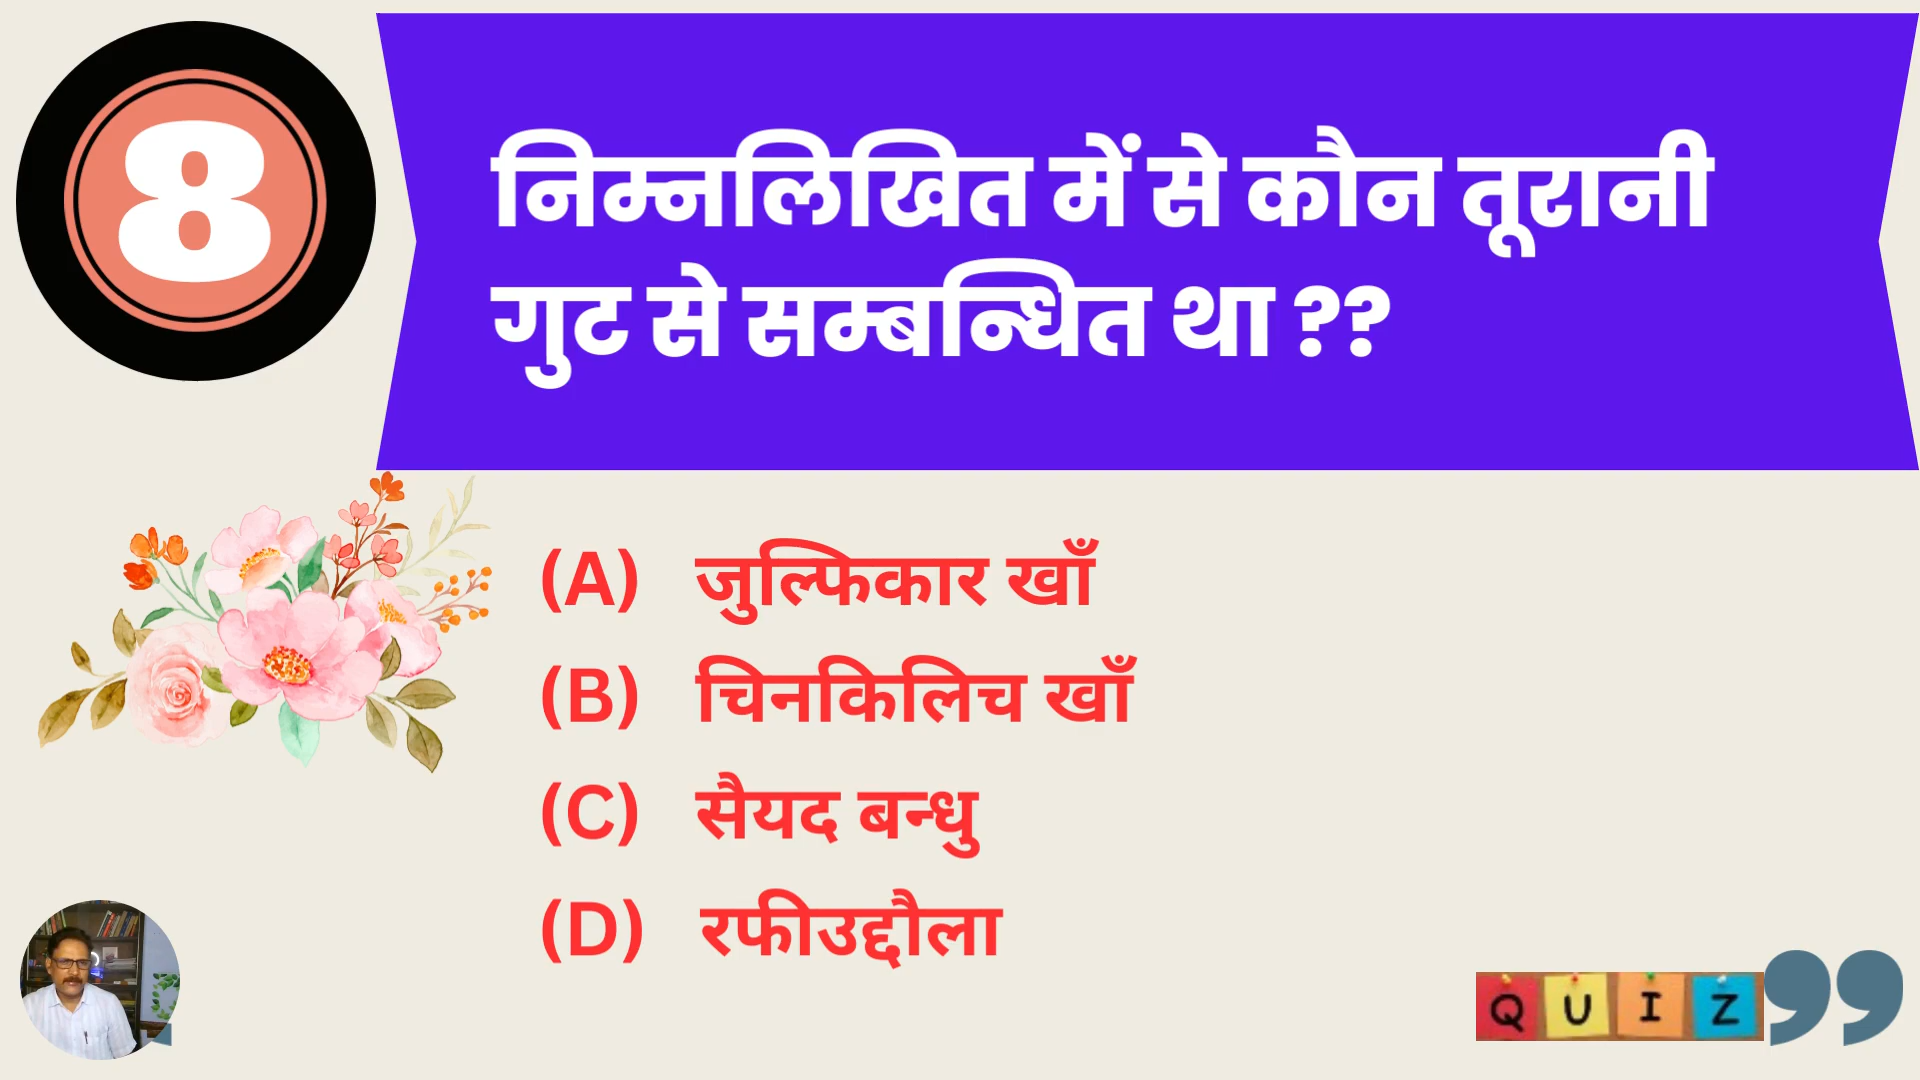 8
निम्नलिखित में से कौन तूरानी
गुट से सम्बन्धित था ??
(A) जुल्फिकार खाँ
(B) चिनकिलिच खाँ
(C) सैयद बन्धु
(D) रफीउद्दौला
QUIZ